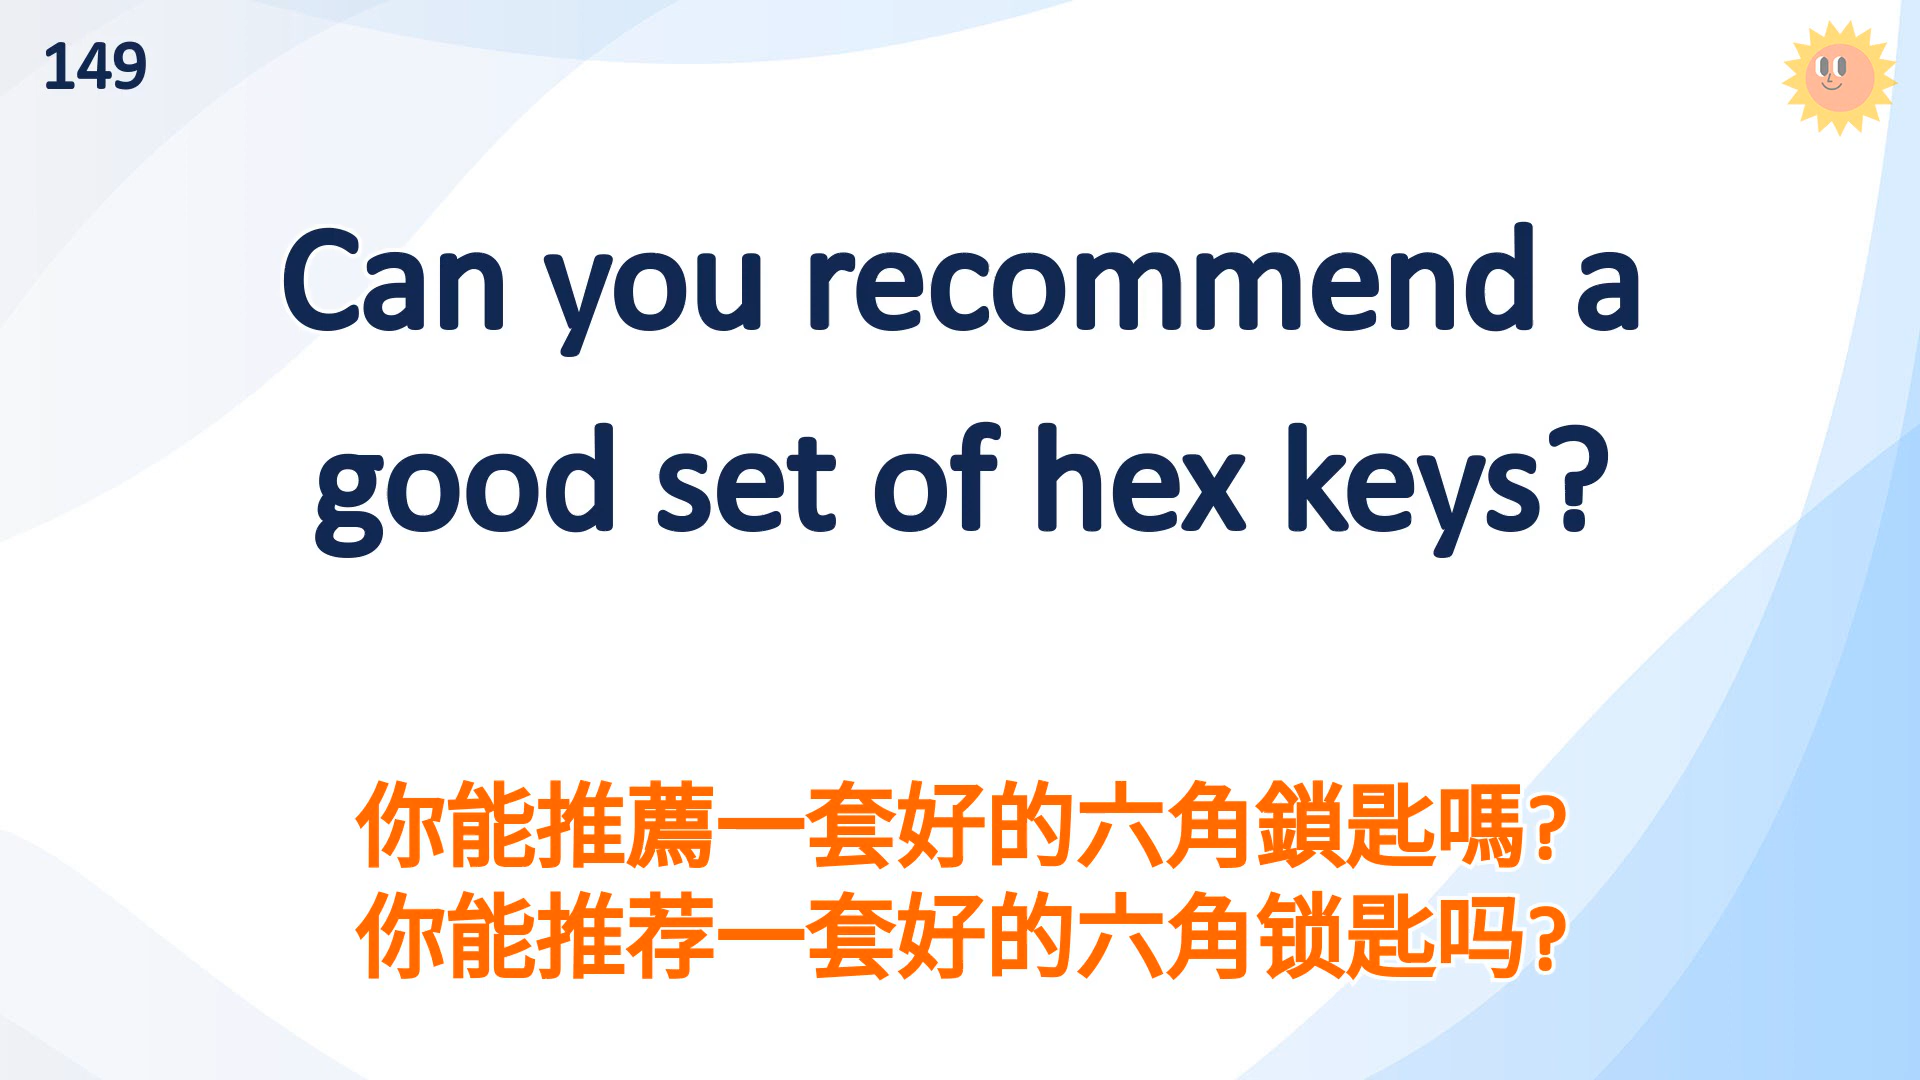 149
Can you recommend a
good set of hex keys?
你能推薦一套好的六角鎖匙嗎?
你能推荐一套好的六角锁匙吗?